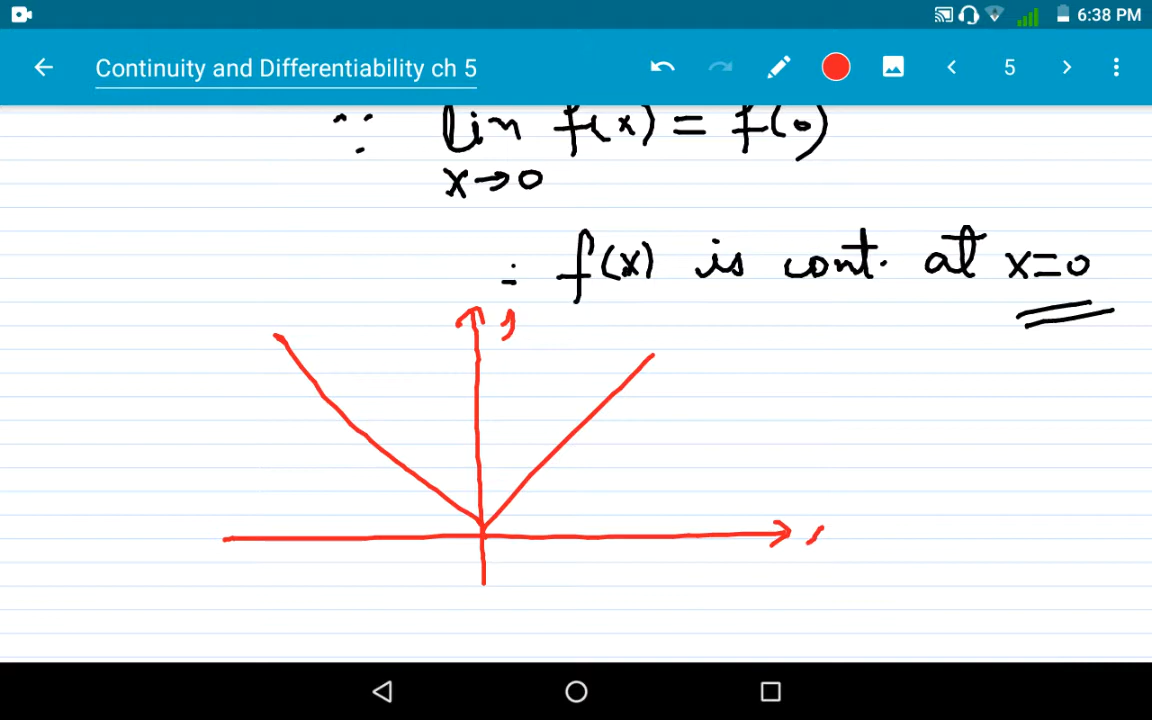 6:38 PM
Continuity and Differentiability ch 5
5
∵ lim f(x) = f(0)
x→0
∴ f(x) is cont. at x=0